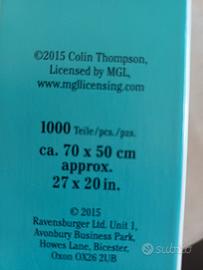 ©2015 Colin Thompson,
Licensed by MGL,
www.mgllicensing.com
1000 Teile/pcs./pzs.
ca. 70 x 50 cm
approx.
27 x 20 in.
© 2015
Ravensburger Ltd. Unit 1,
Avonbury Business Park,
Howes Lane, Bicester,
Oxon OX26 2UB
subito